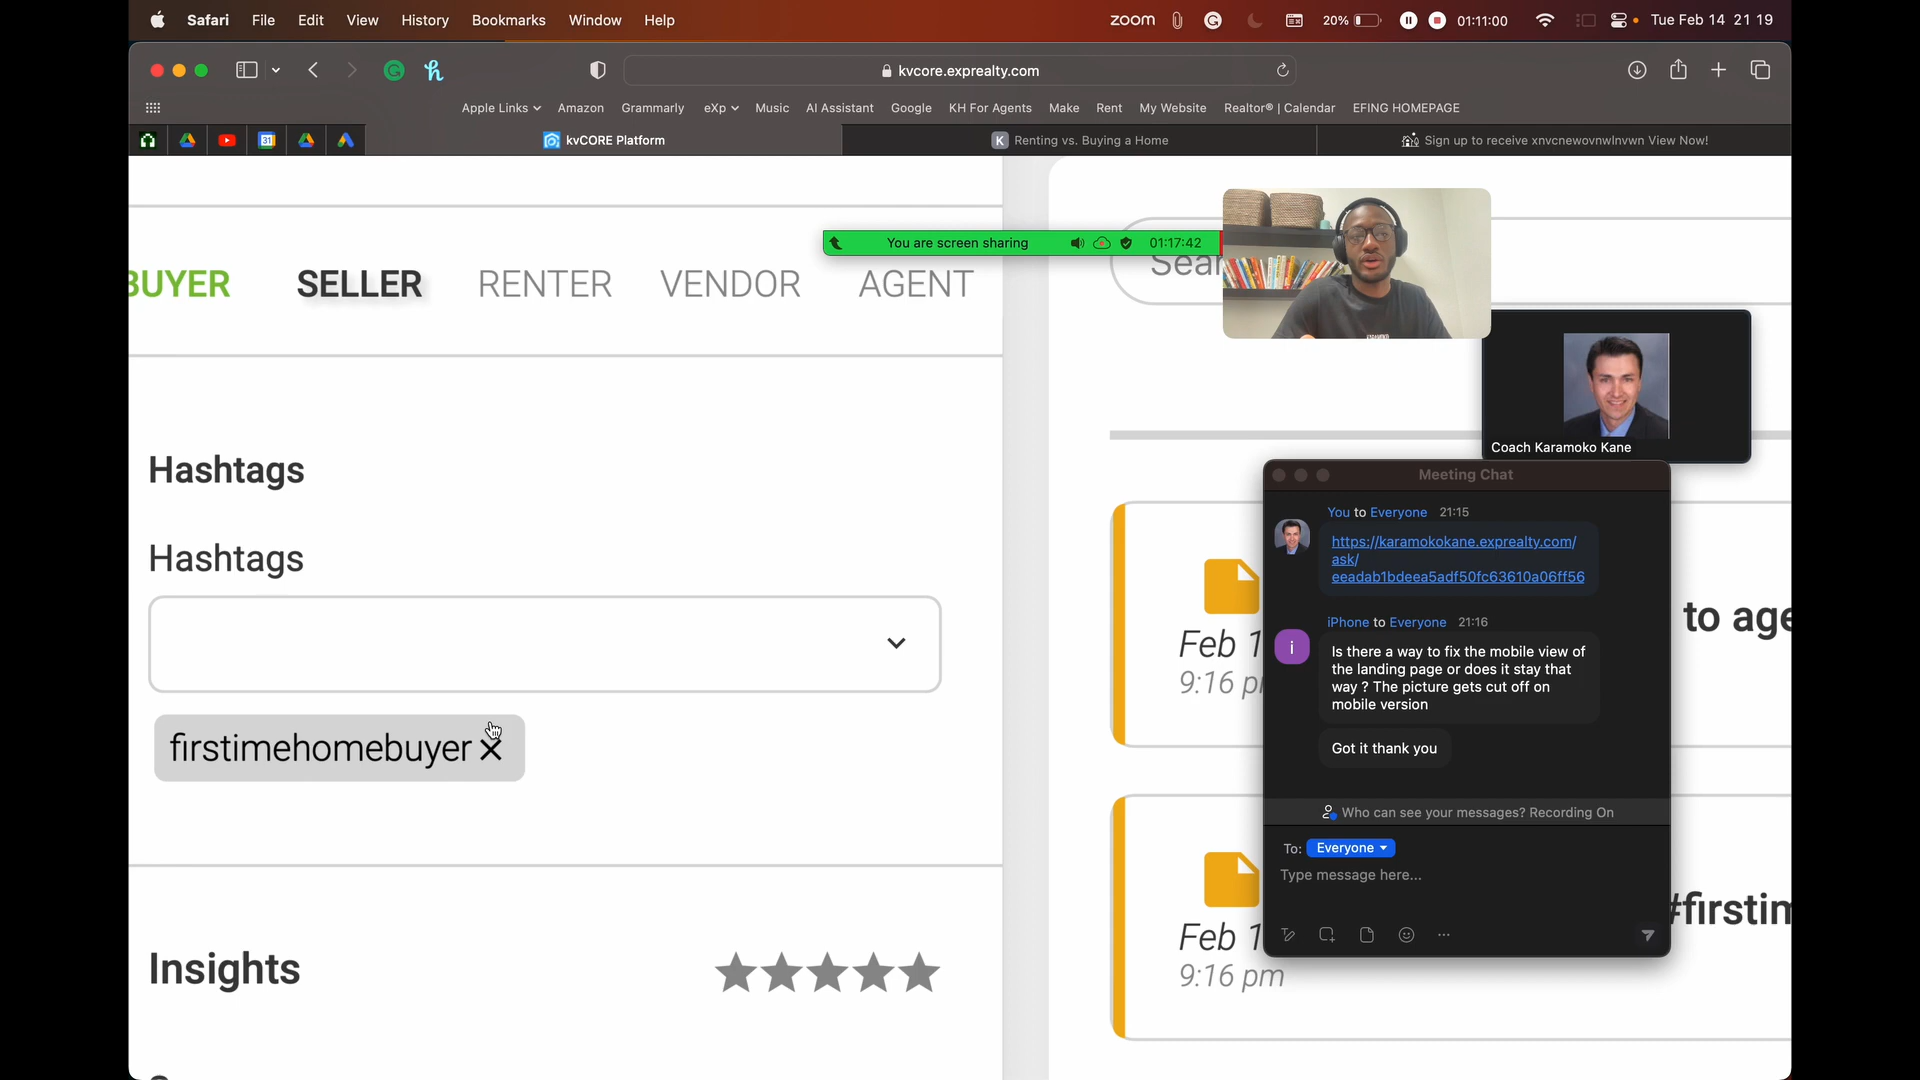 Safari File Edit View History Bookmarks Window Help
zoom 20% 01:11:00 Tue Feb 14 21 19
kvcore.exprealty.com
Apple Links Amazon Grammarly eXp Music AI Assistant Google KH For Agents Make Rent My Website Realtor® | Calendar EFING HOMEPAGE
31 kvCORE Platform
K Renting vs. Buying a Home
Sign up to receive xnvcnewovnwlnvwn View Now!
You are screen sharing 01:17:42
BUYER SELLER RENTER VENDOR AGENT
Sear
Hashtags
Hashtags
firstimehomebuyer ×
Insights
Coach Karamoko Kane
Meeting Chat
You to Everyone 21:15
https://karamokokane.exprealty.com/
ask/
eeadab1bdeea5adf50fc63610a06ff56
iPhone to Everyone 21:16
i
Is there a way to fix the mobile view of
the landing page or does it stay that
way ? The picture gets cut off on
mobile version
Got it thank you
Who can see your messages? Recording On
To: Everyone
Type message here...
Feb 1
9:16 p
to age
Feb 1
9:16 pm
#firstim